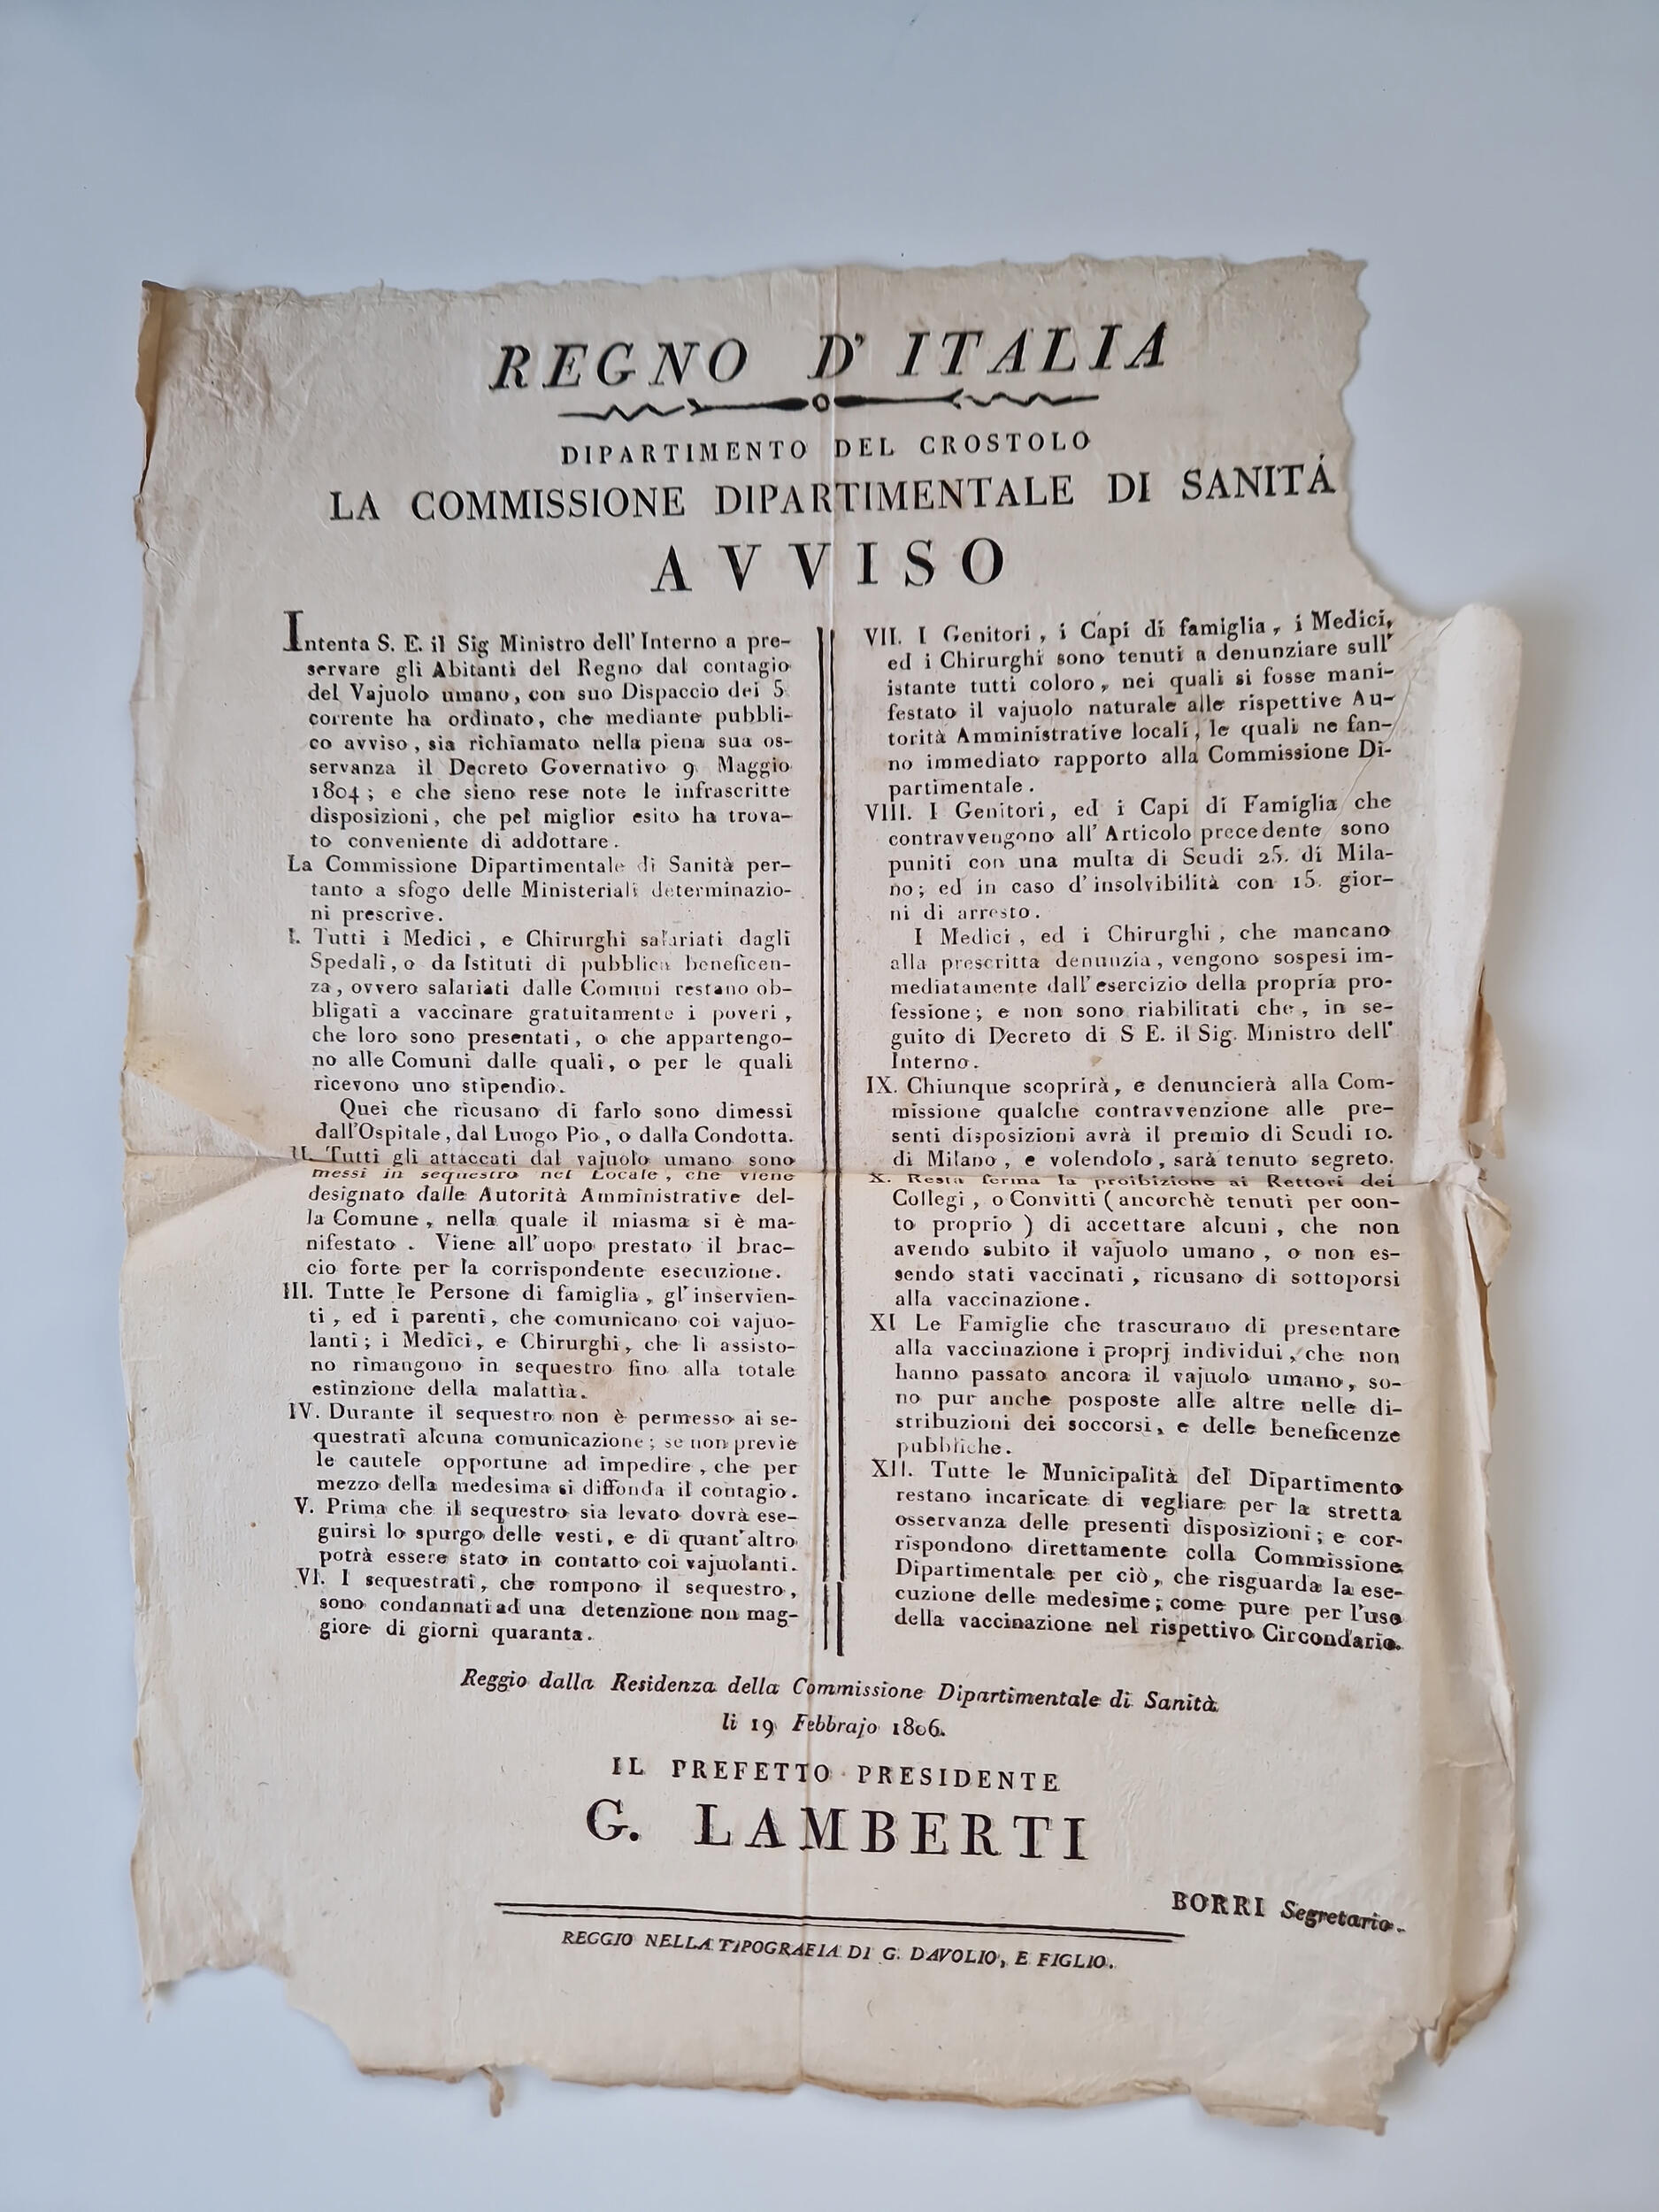 REGNO D' ITALIA
DIPARTIMENTO DEL CROSTOLO
LA COMMISSIONE DIPARTIMENTALE DI SANITÁ
AVVISO
Intenta S. E. il Sig Ministro dell' Interno a pre-
servare gli Abitanti del Regno dal contagio
del Vajuolo umano, con suo Dispaccio dei 5
corrente ha ordinato, che mediante pubbli-
co avviso, sia richiamato nella piena sua os-
servanza il Decreto Governativo 9 Maggio
1804; e che sieno rese note le infrascritte
disposizioni, che pel miglior esito ha trova-
to conveniente di addottare.
La Commissione Dipartimentale di Sanità per-
tanto a sfogo delle Ministeriali determinazio-
ni prescrive.
I. Tutti i Medici, e Chirurghi salariati dagli
Spedali, o da Istituti di pubblica beneficen-
za, ovvero salariati dalle Comuni restano ob-
bligati a vaccinare gratuitamente i poveri,
che loro sono presentati, o che appartengo-
no alle Comuni dalle quali, o per le quali
ricevono uno stipendio.
Quei che ricusano di farlo sono dimessi
dall'Ospitale, dal Luogo Pio, o dalla Condotta.
II. Tutti gli attaccati dal vajuolo umano sono
messi in sequestro nel Locale, che viene
designato dalle Autorità Amministrative del-
la Comune, nella quale il miasma si è ma-
nifestato. Viene all'uopo prestato il brac-
cio forte per la corrispondente esecuzione.
III. Tutte le Persone di famiglia, gl'inservien-
ti, ed i parenti, che comunicano coi vajuo-
lanti; i Medici, e Chirurghi, che li assisto-
no rimangono in sequestro fino alla totale
estinzione della malattia.
IV. Durante il sequestro non è permesso ai se-
questrati alcuna comunicazione; se non previe
le cautele opportune ad impedire, che per
mezzo della medesima si diffonda il contagio.
V. Prima che il sequestro sia levato dovrà ese-
guirsi lo spurgo delle vesti, e di quant'altro
potrà essere stato in contatto coi vajuolanti.
VI. I sequestrati, che rompono il sequestro,
sono condannati ad una detenzione non mag-
giore di giorni quaranta.
VII. I Genitori, i Capi di famiglia, i Medici,
ed i Chirurghi sono tenuti a denunziare sull'
istante tutti coloro, nei quali si fosse mani-
festato il vajuolo naturale alle rispettive Au-
torità Amministrative locali, le quali ne fan-
no immediato rapporto alla Commissione Di-
partimentale.
VIII. I Genitori, ed i Capi di Famiglia che
contravvengono all' Articolo precedente sono
puniti con una multa di Scudi 25. di Mila-
no; ed in caso d'insolvibilità con 15. gior-
ni di arresto.
I Medici, ed i Chirurghi, che mancano
alla prescritta denunzia, vengono sospesi im-
mediatamente dall'esercizio della propria pro-
fessione; e non sono riabilitati che, in se-
guito di Decreto di S E. il Sig. Ministro dell'
Interno.
IX. Chiunque scoprirà, e denuncierà alla Com-
missione qualche contravvenzione alle pre-
senti disposizioni avrà il premio di Scudi 10.
di Milano, e volendolo, sarà tenuto segreto.
X. Resta ferma la proibizione ai Rettori dei
Collegi, o Convitti (ancorchè tenuti per con-
to proprio) di accettare alcuni, che non
avendo subito il vajuolo umano, o non es-
sendo stati vaccinati, ricusano di sottoporsi
alla vaccinazione.
XI Le Famiglie che trascurano di presentare
alla vaccinazione i proprj individui, che non
hanno passato ancora il vajuolo umano, so-
no pur anche posposte alle altre nelle di-
stribuzioni dei soccorsi, e delle beneficenze
pubbliche.
XII. Tutte le Municipalità del Dipartimento
restano incaricate di vegliare per la stretta
osservanza delle presenti disposizioni; e cor-
rispondono direttamente colla Commissione
Dipartimentale per ciò, che risguarda la ese-
cuzione delle medesime; come pure per l'uso
della vaccinazione nel rispettivo Circondario.
Reggio dalla Residenza della Commissione Dipartimentale di Sanità
li 19 Febbrajo 1806.
IL PREFETTO PRESIDENTE
G. LAMBERTI
BORRI Segretario.
REGGIO NELLA TIPOGRAFIA DI G. DAVOLIO, E FIGLIO.